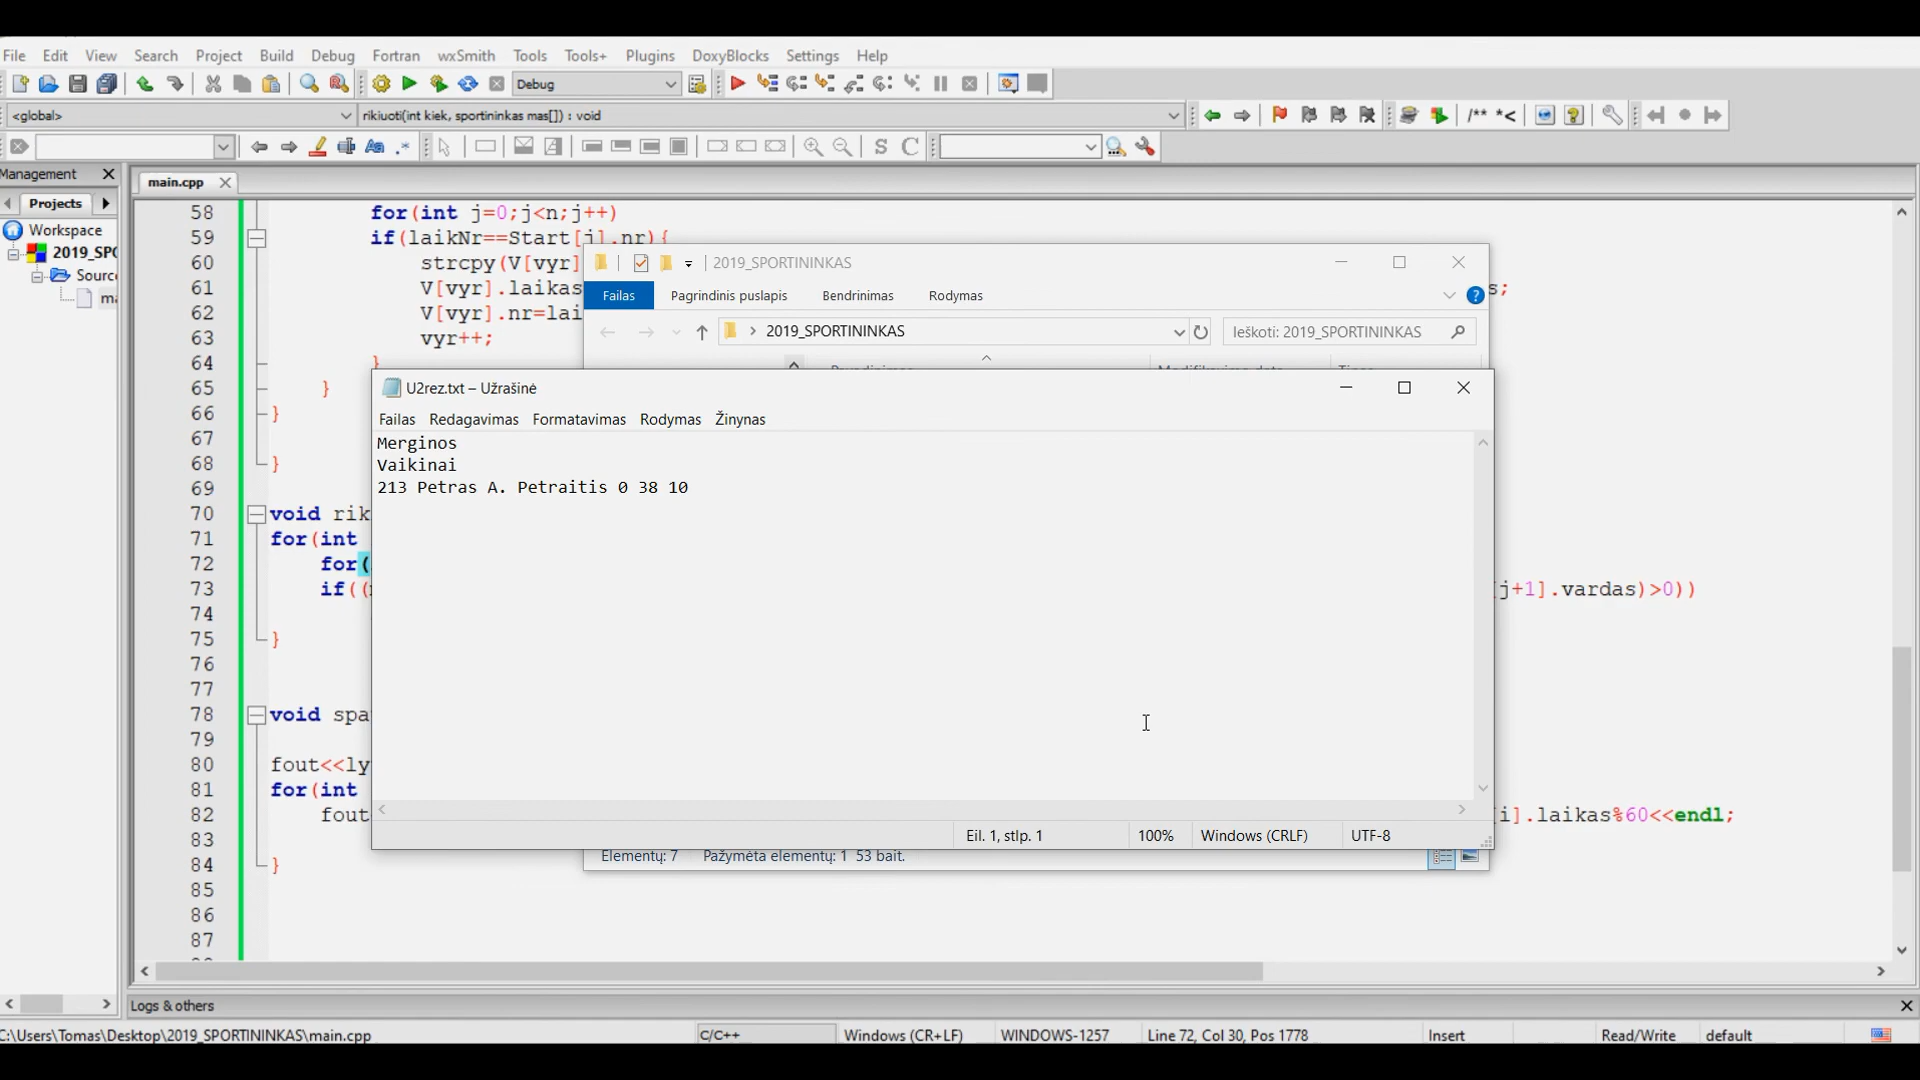 File Edit View Search Project Build Debug Fortran wxSmith Tools Tools+ Plugins DoxyBlocks Settings Help
Debug
<global> rikiuoti(int kiek, sportininkas mas[]) : void
/** *<
Management
main.cpp
Projects
Workspace
2019_SPO
Source
ma
58 for(int j=0;j<n;j++)
59 if(laikNr==Start[j].nr){
60 strcpy(V[vyr]
61 V[vyr].laikas s;
62 V[vyr].nr=lai
63 vyr++;
64 }
65 }
66 }
67
68 }
69
70 void rik
71 for(int
72 for(
73 if(( j+1].vardas)>0))
74
75 }
76
77
78 void spa
79
80 fout<<ly
81 for(int
82 fout i].laikas%60<<endl;
83
84 }
85
86
87
2019_SPORTININKAS
Failas Pagrindinis puslapis Bendrinimas Rodymas
2019_SPORTININKAS Ieškoti: 2019_SPORTININKAS
U2rez.txt – Užrašinė
Failas Redagavimas Formatavimas Rodymas Žinynas
Merginos
Vaikinai
213 Petras A. Petraitis 0 38 10
Eil. 1, stlp. 1 100% Windows (CRLF) UTF-8
Elementų: 7 Pažymėta elementų: 1 53 bait.
Logs & others
C:\Users\Tomas\Desktop\2019_SPORTININKAS\main.cpp C/C++ Windows (CR+LF) WINDOWS-1257 Line 72, Col 30, Pos 1778 Insert Read/Write default